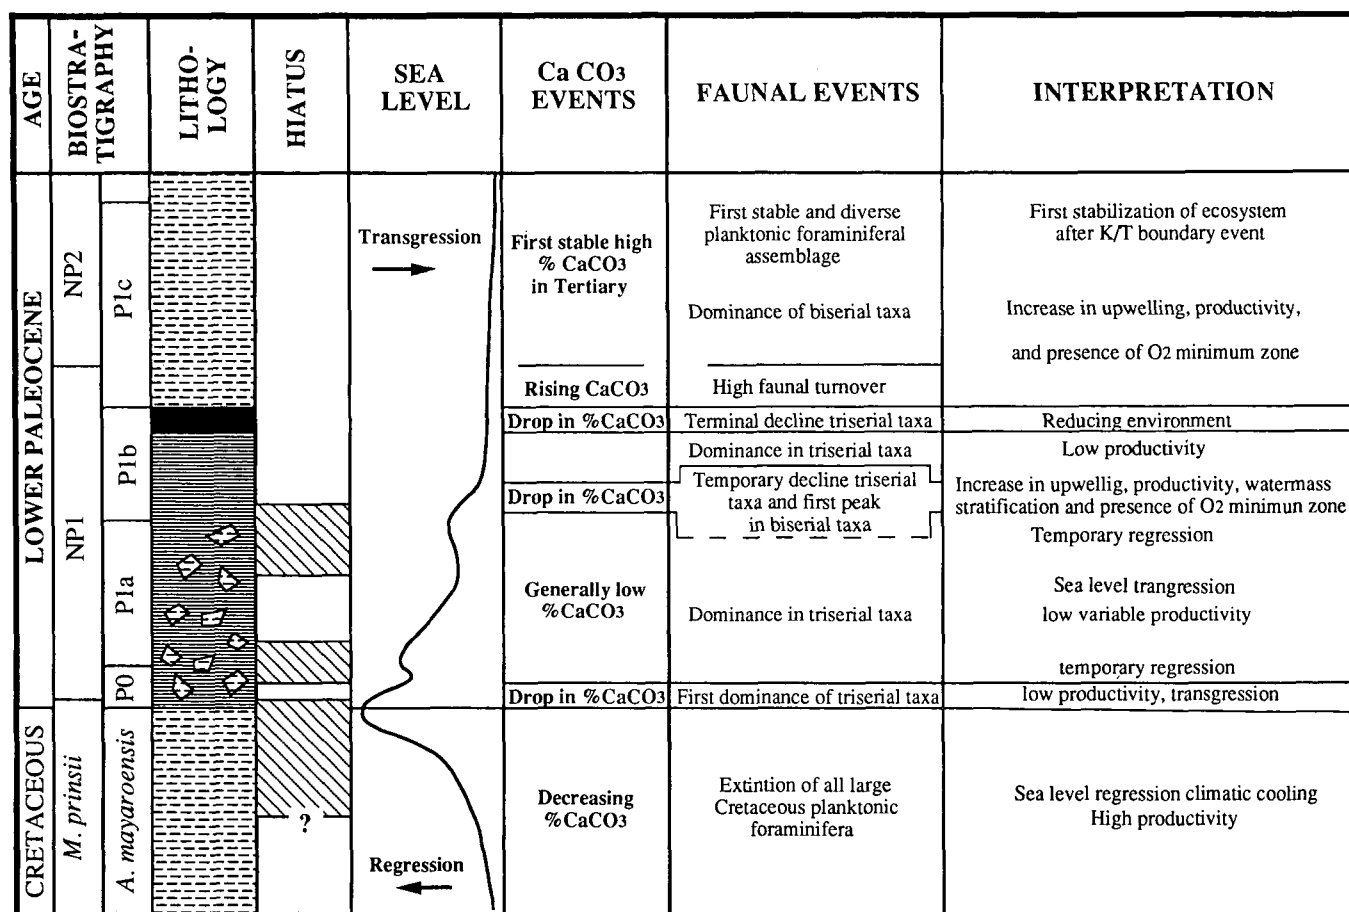 AGE
BIOSTRA-
TIGRAPHY
LITHO-
LOGY
HIATUS
SEA
LEVEL
Ca CO3
EVENTS
FAUNAL EVENTS
INTERPRETATION
LOWER PALEOCENE
CRETACEOUS
NP2
NP1
M. prinsii
P1c
P1b
P1a
P0
A. mayaroensis
?
Transgression
Regression
First stable high
% CaCO3
in Tertiary
Rising CaCO3
Drop in %CaCO3
Drop in %CaCO3
Generally low
%CaCO3
Drop in %CaCO3
Decreasing
%CaCO3
First stable and diverse
planktonic foraminiferal
assemblage
Dominance of biserial taxa
High faunal turnover
Terminal decline triserial taxa
Dominance in triserial taxa
Temporary decline triserial
taxa and first peak
in biserial taxa
Dominance in triserial taxa
First dominance of triserial taxa
Extintion of all large
Cretaceous planktonic
foraminifera
First stabilization of ecosystem
after K/T boundary event
Increase in upwelling, productivity,
and presence of O2 minimum zone
Reducing environment
Low productivity
Increase in upwellig, productivity, watermass
stratification and presence of O2 minimun zone
Temporary regression
Sea level trangression
low variable productivity
temporary regression
low productivity, transgression
Sea level regression climatic cooling
High productivity